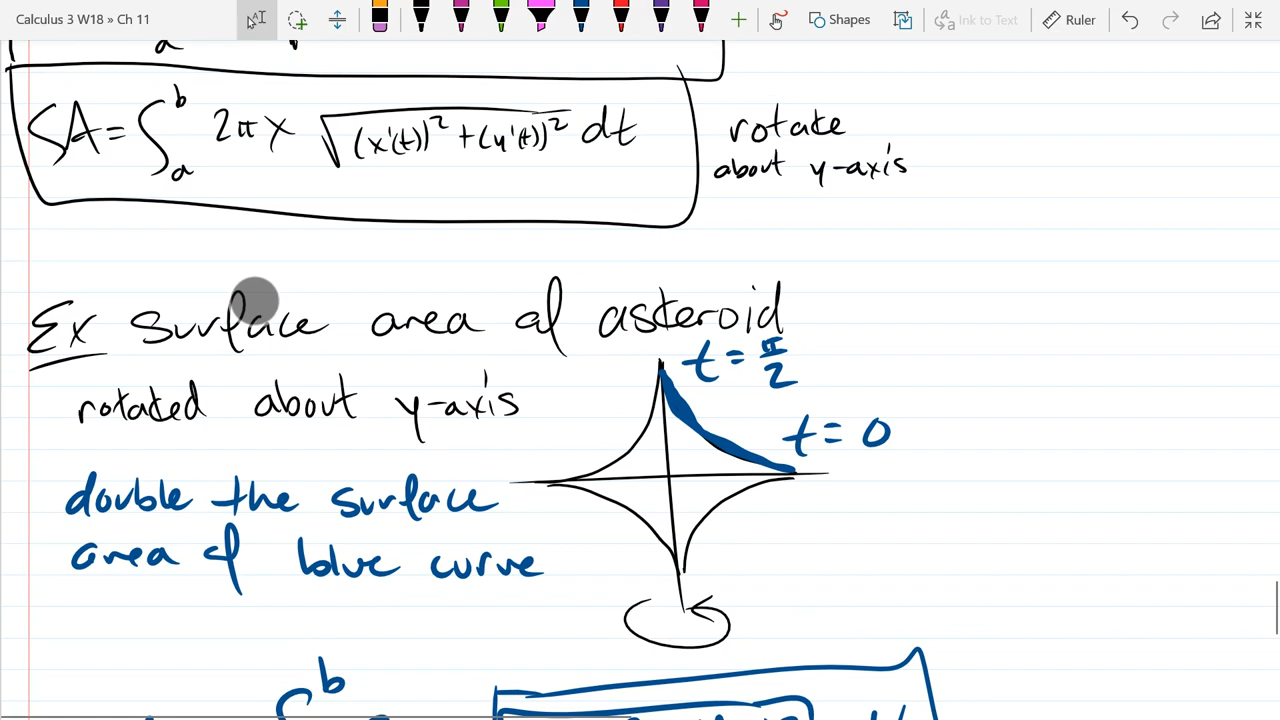 Calculus 3 W18 » Ch 11
Shapes
Ink to Text
Ruler
a
SA = ∫_a^b 2πx √((x'(t))² + (y'(t))²) dt
rotate
about y-axis
Ex surface area of asteroid
rotated about y-axis
t = π/2
t = 0
double the surface
area of blue curve
b